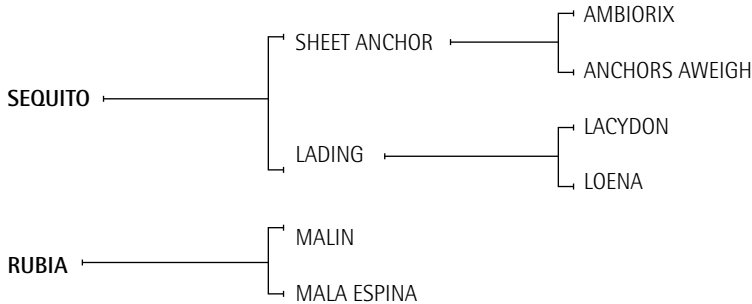 AMBIORIX
SHEET ANCHOR
ANCHORS AWEIGH
SEQUITO
LACYDON
LADING
LOENA
MALIN
RUBIA
MALA ESPINA